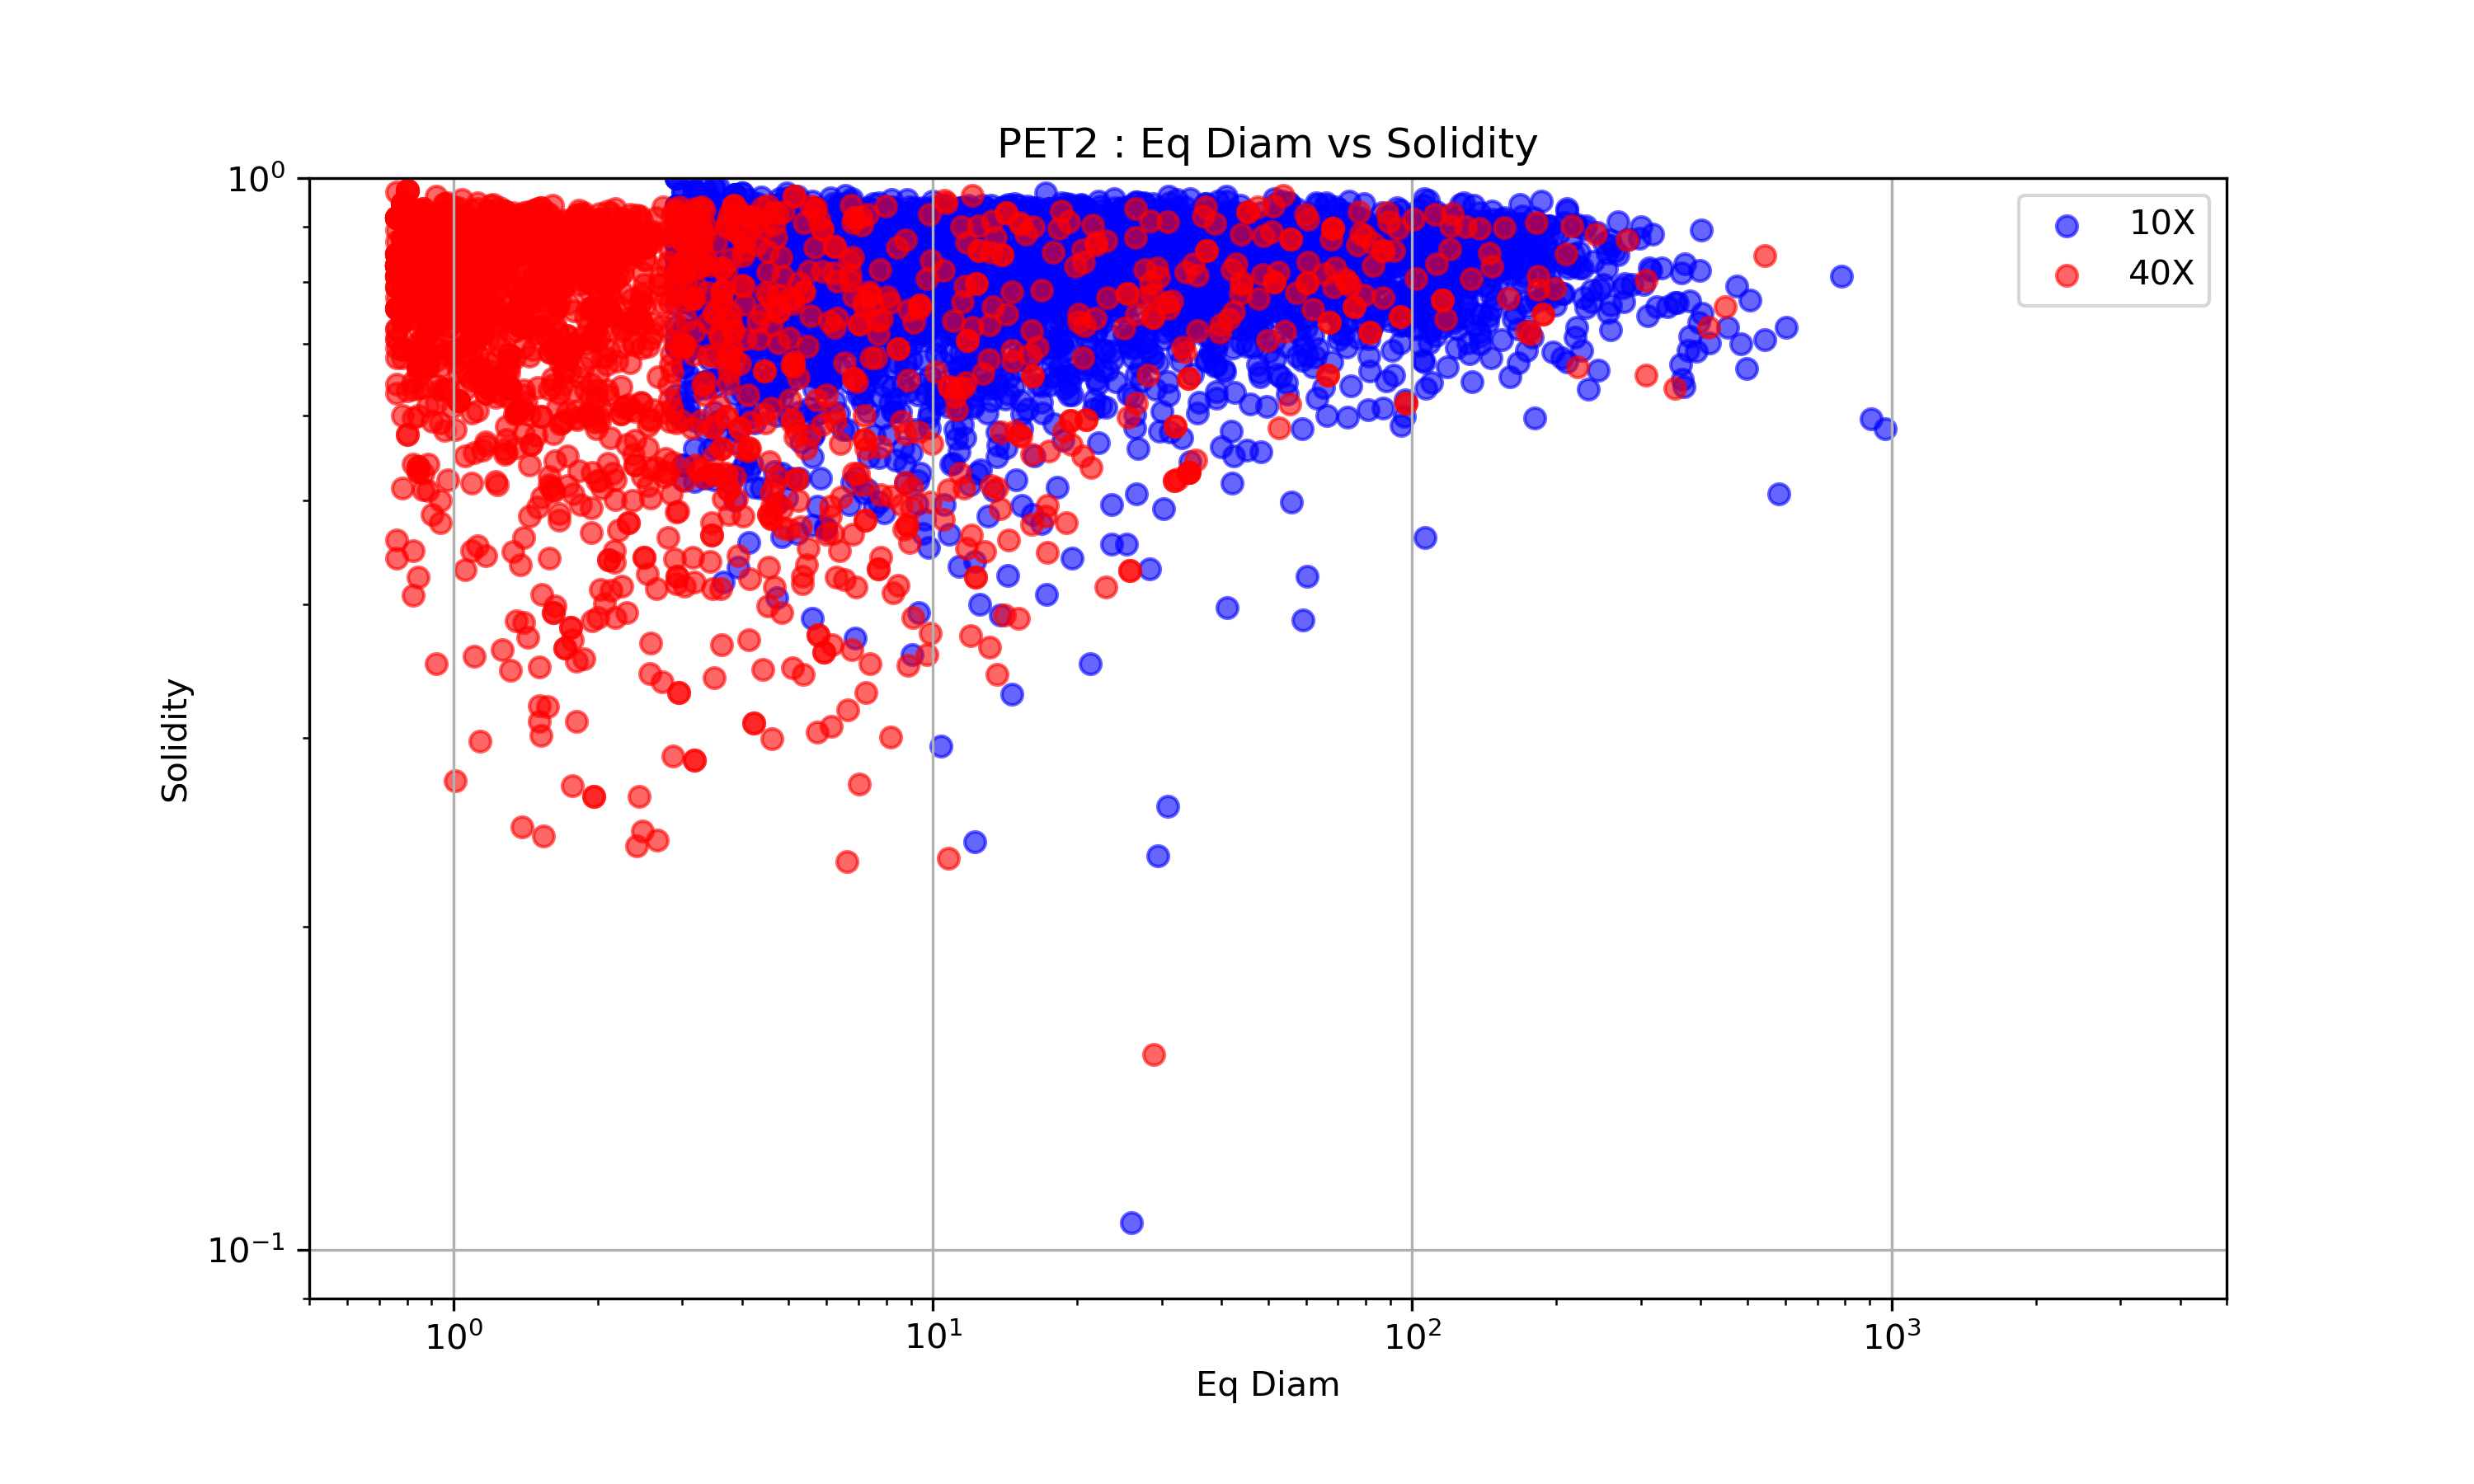 PET2 : Eq Diam vs Solidity
10⁰
10X
40X
Solidity
10⁻¹
10⁰ 10¹ 10² 10³
Eq Diam